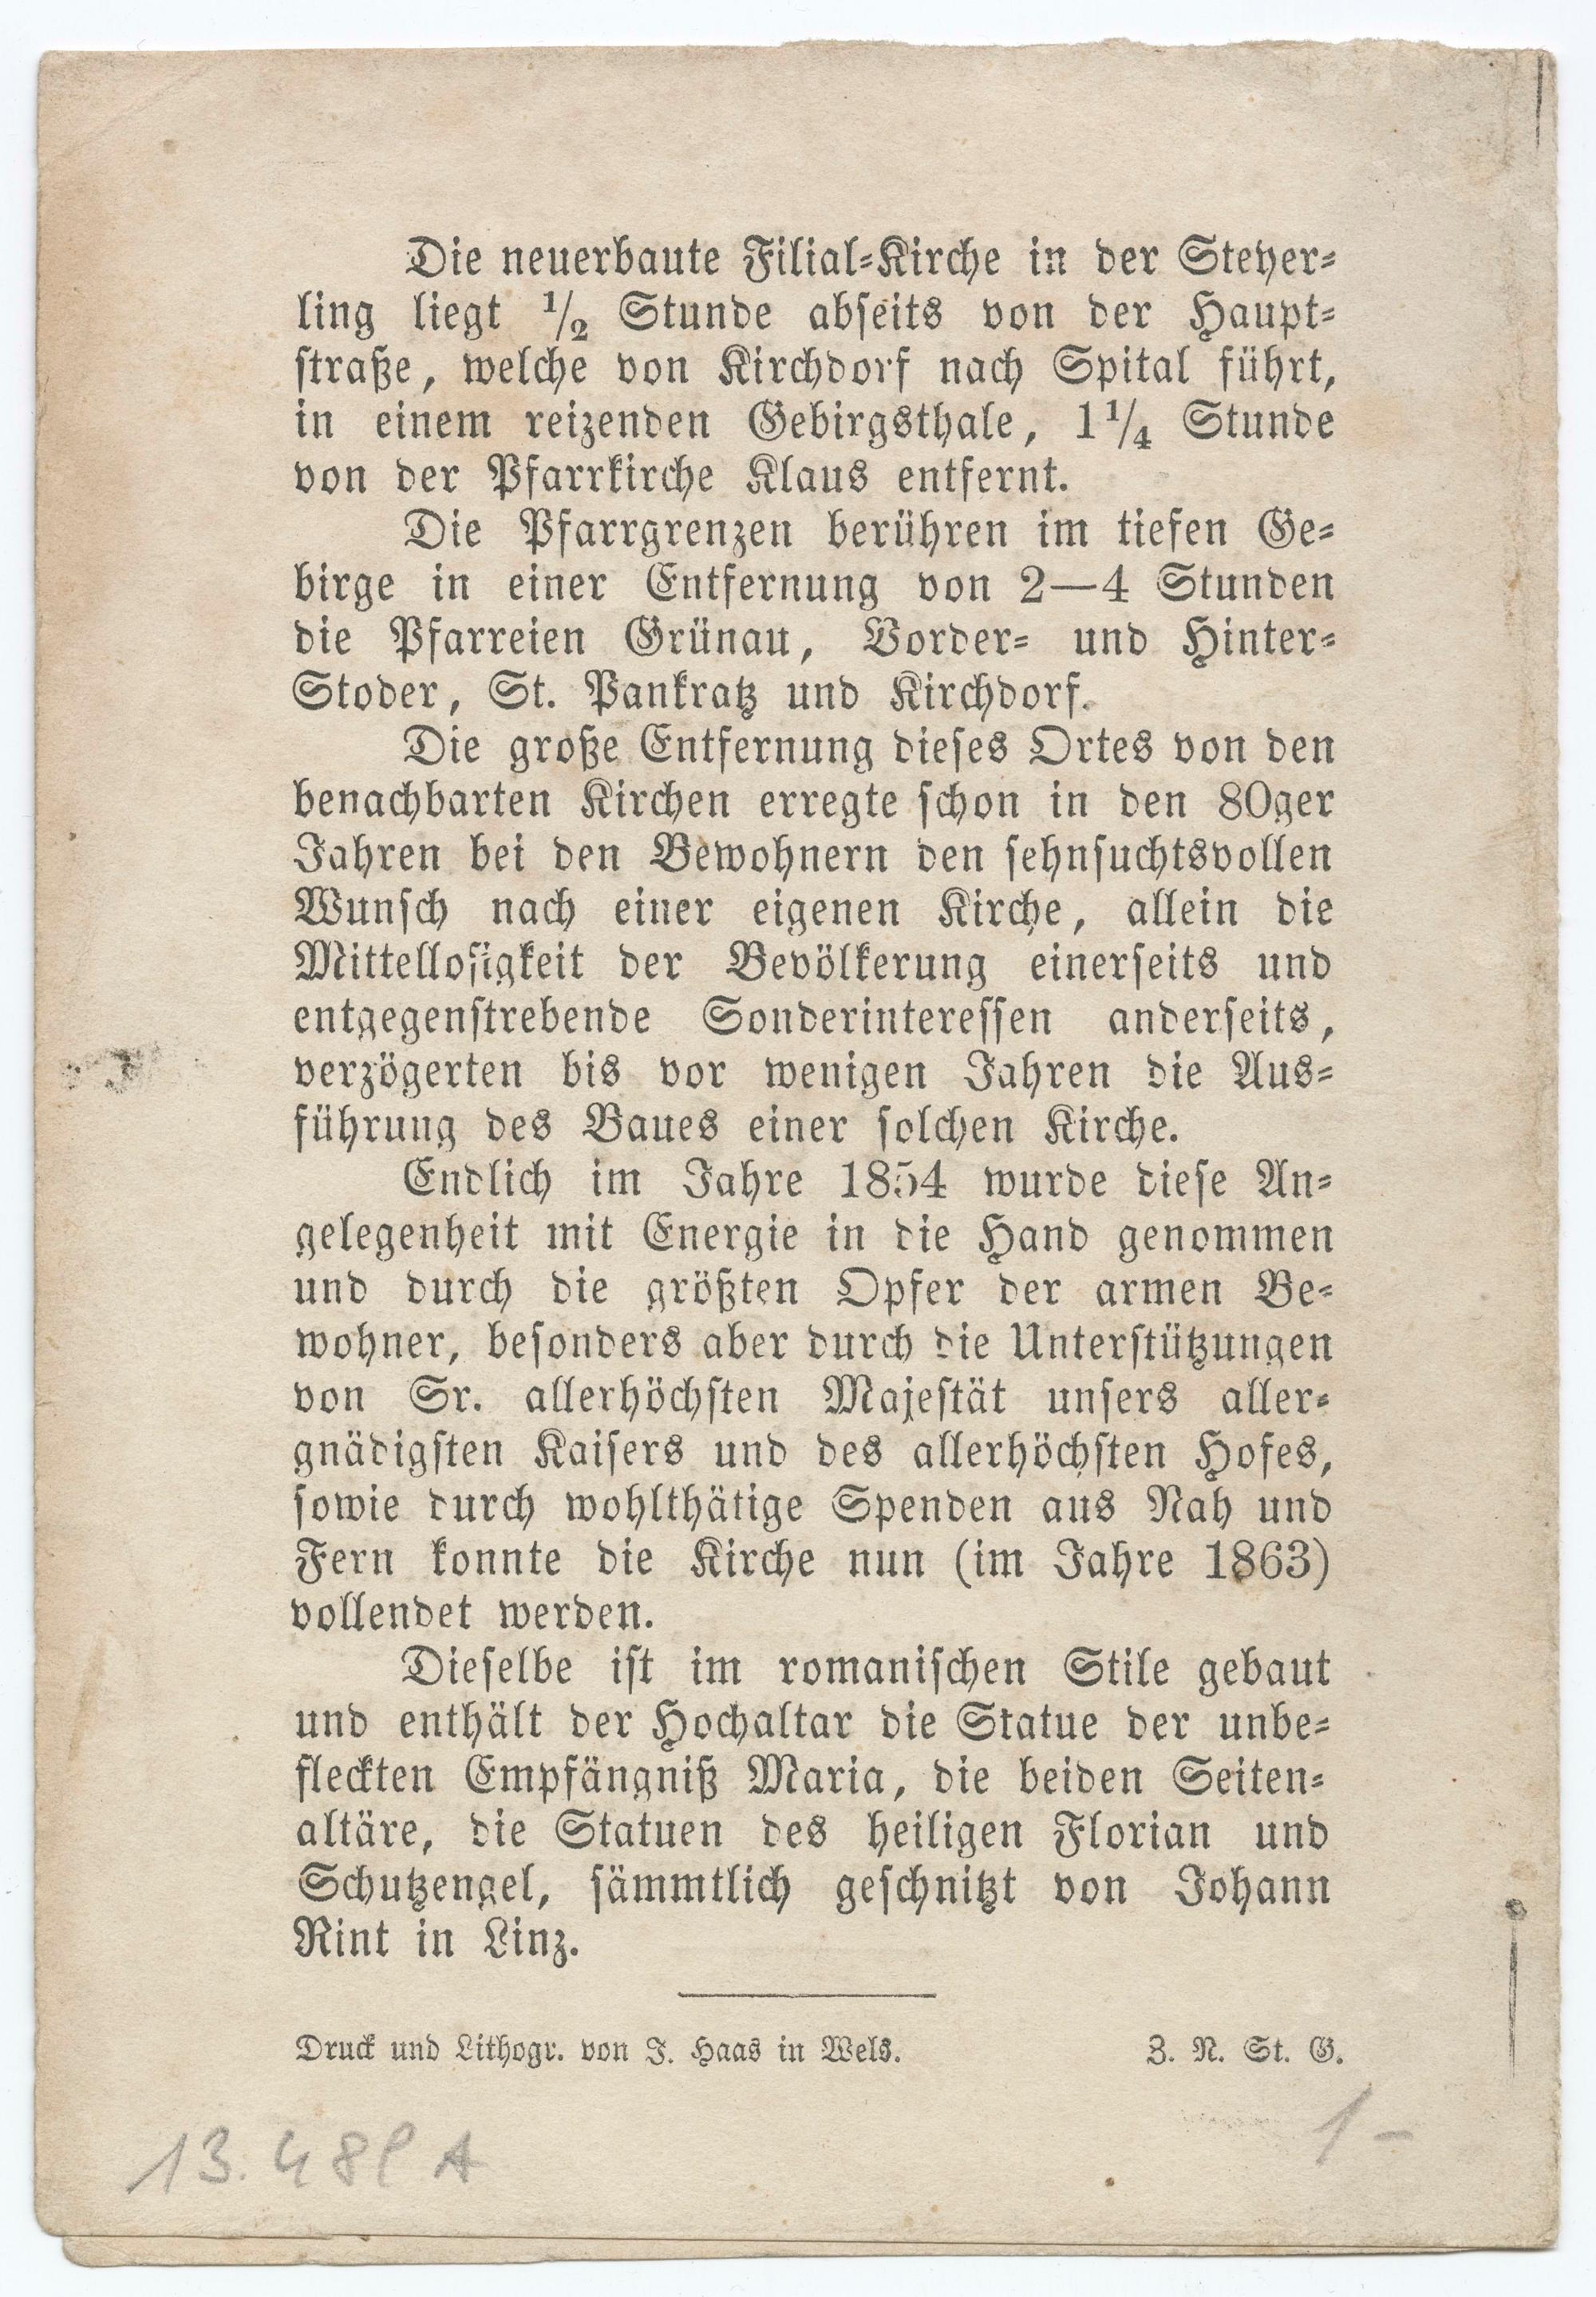 Die neuerbaute Filial-Kirche in der Steyer-
ling liegt 1/2 Stunde abseits von der Haupt-
straße, welche von Kirchdorf nach Spital führt,
in einem reizenden Gebirgsthale, 1 1/4 Stunde
von der Pfarrkirche Klaus entfernt.
Die Pfarrgrenzen berühren im tiefen Ge-
birge in einer Entfernung von 2—4 Stunden
die Pfarreien Grünau, Vorder- und Hinter-
Stoder, St. Pankratz und Kirchdorf.
Die große Entfernung dieses Ortes von den
benachbarten Kirchen erregte schon in den 80ger
Jahren bei den Bewohnern den sehnsuchtsvollen
Wunsch nach einer eigenen Kirche, allein die
Mittellosigkeit der Bevölkerung einerseits und
entgegenstrebende Sonderinteressen anderseits,
verzögerten bis vor wenigen Jahren die Aus-
führung des Baues einer solchen Kirche.
Endlich im Jahre 1854 wurde diese An-
gelegenheit mit Energie in die Hand genommen
und durch die größten Opfer der armen Be-
wohner, besonders aber durch die Unterstützungen
von Sr. allerhöchsten Majestät unsers aller-
gnädigsten Kaisers und des allerhöchsten Hofes,
sowie durch wohlthätige Spenden aus Nah und
Fern konnte die Kirche nun (im Jahre 1863)
vollendet werden.
Dieselbe ist im romanischen Stile gebaut
und enthält der Hochaltar die Statue der unbe-
fleckten Empfängniß Maria, die beiden Seiten-
altäre, die Statuen des heiligen Florian und
Schutzengel, sämmtlich geschnitzt von Johann
Rint in Linz.
Druck und Lithogr. von J. Haas in Wels. Z. N. St. G.
1-